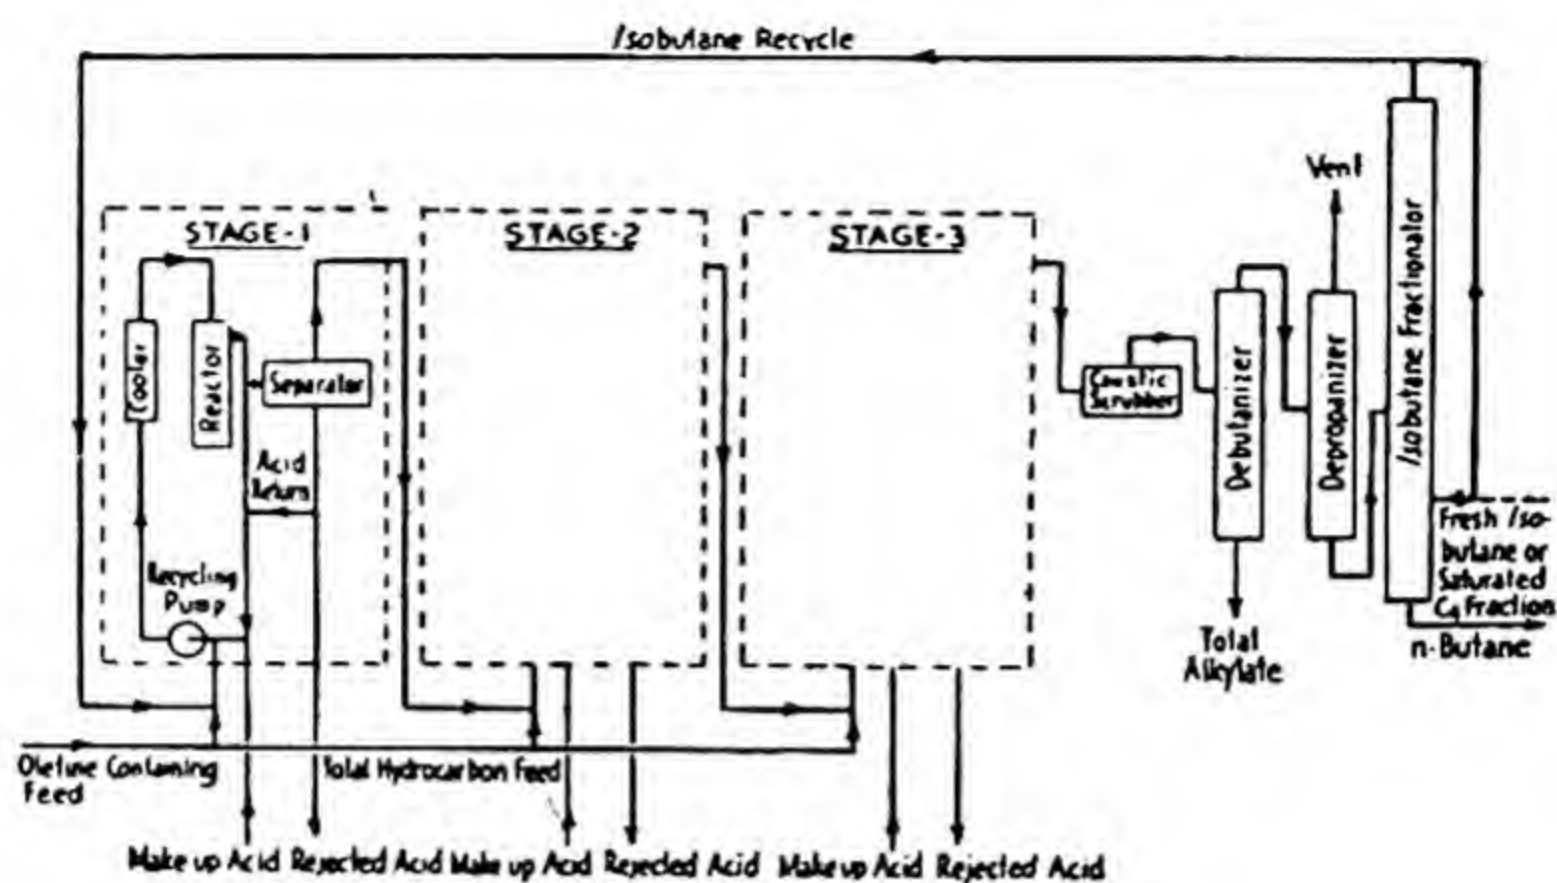 Isobutane Recycle
Vent
STAGE-1
STAGE-2
STAGE-3
Cooler
Reactor
Separator
Acid
Return
Recycling
Pump
Caustic
Scrubber
Debutanizer
Depropanizer
Isobutane Fractionator
Fresh Iso-
butane or
Saturated
C4 Fraction
n-Butane
Total
Alkylate
Olefine Containing
Feed
Total Hydrocarbon Feed
Make up Acid
Rejected Acid
Make up Acid
Rejected Acid
Make up Acid
Rejected Acid